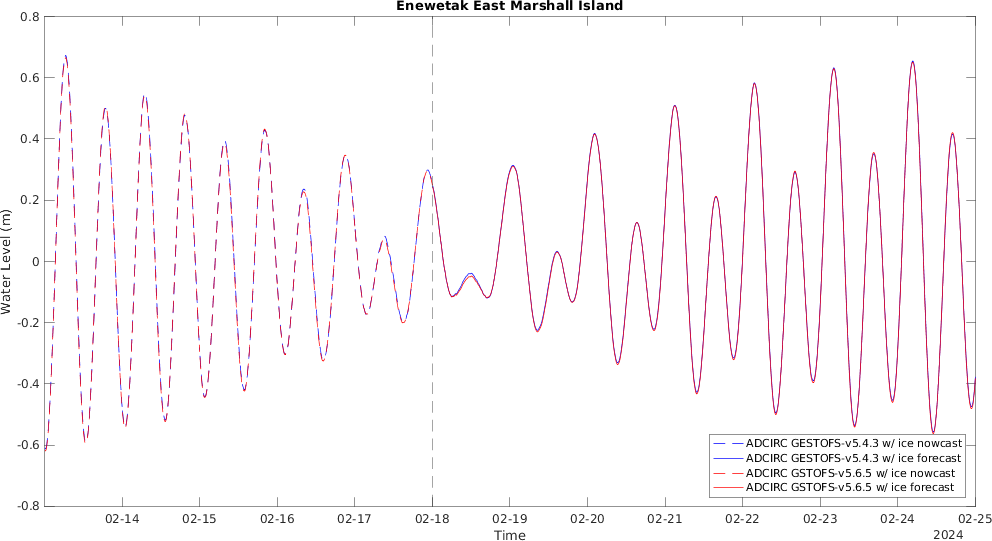 Enewetak East Marshall Island
0.8
0.6
0.4
0.2
0
-0.2
-0.4
-0.6
-0.8
Water Level (m)
ADCIRC GESTOFS-v5.4.3 w/ ice nowcast
ADCIRC GESTOFS-v5.4.3 w/ ice forecast
ADCIRC GSTOFS-v5.6.5 w/ ice nowcast
ADCIRC GSTOFS-v5.6.5 w/ ice forecast
02-14 02-15 02-16 02-17 02-18 02-19 02-20 02-21 02-22 02-23 02-24 02-25
Time
2024